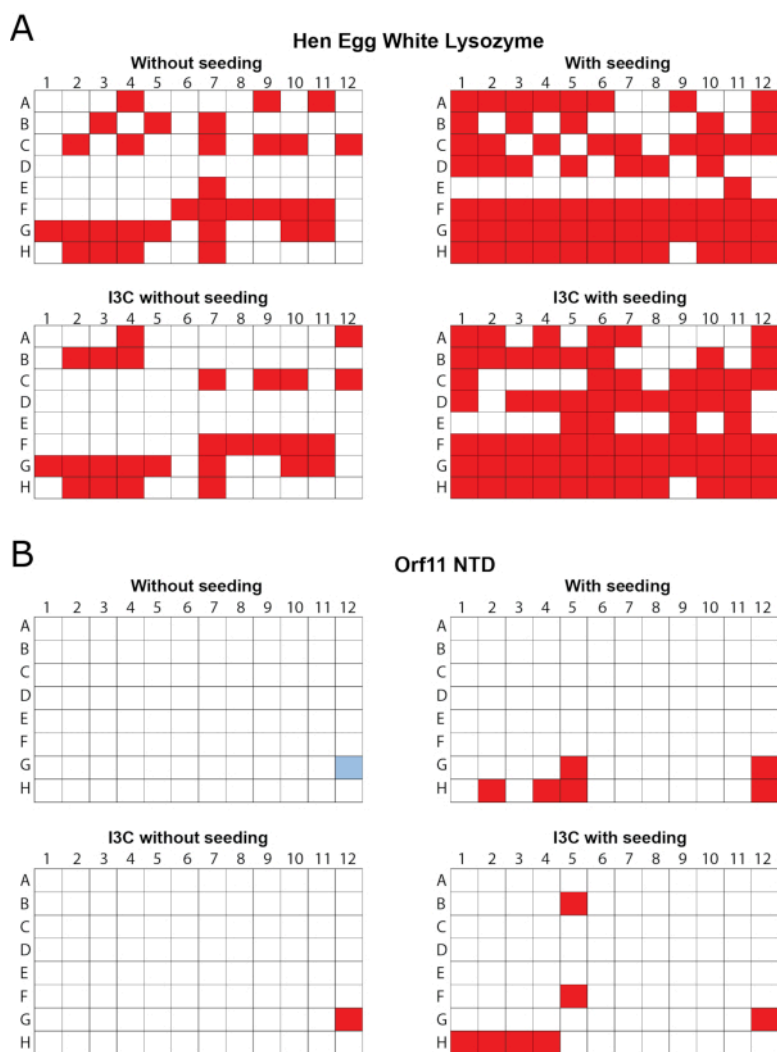 A
Hen Egg White Lysozyme
Without seeding
1 2 3 4 5 6 7 8 9 10 11 12
A
B
C
D
E
F
G
H
With seeding
1 2 3 4 5 6 7 8 9 10 11 12
A
B
C
D
E
F
G
H
I3C without seeding
1 2 3 4 5 6 7 8 9 10 11 12
A
B
C
D
E
F
G
H
I3C with seeding
1 2 3 4 5 6 7 8 9 10 11 12
A
B
C
D
E
F
G
H
B
Orf11 NTD
Without seeding
1 2 3 4 5 6 7 8 9 10 11 12
A
B
C
D
E
F
G
H
With seeding
1 2 3 4 5 6 7 8 9 10 11 12
A
B
C
D
E
F
G
H
I3C without seeding
1 2 3 4 5 6 7 8 9 10 11 12
A
B
C
D
E
F
G
H
I3C with seeding
1 2 3 4 5 6 7 8 9 10 11 12
A
B
C
D
E
F
G
H